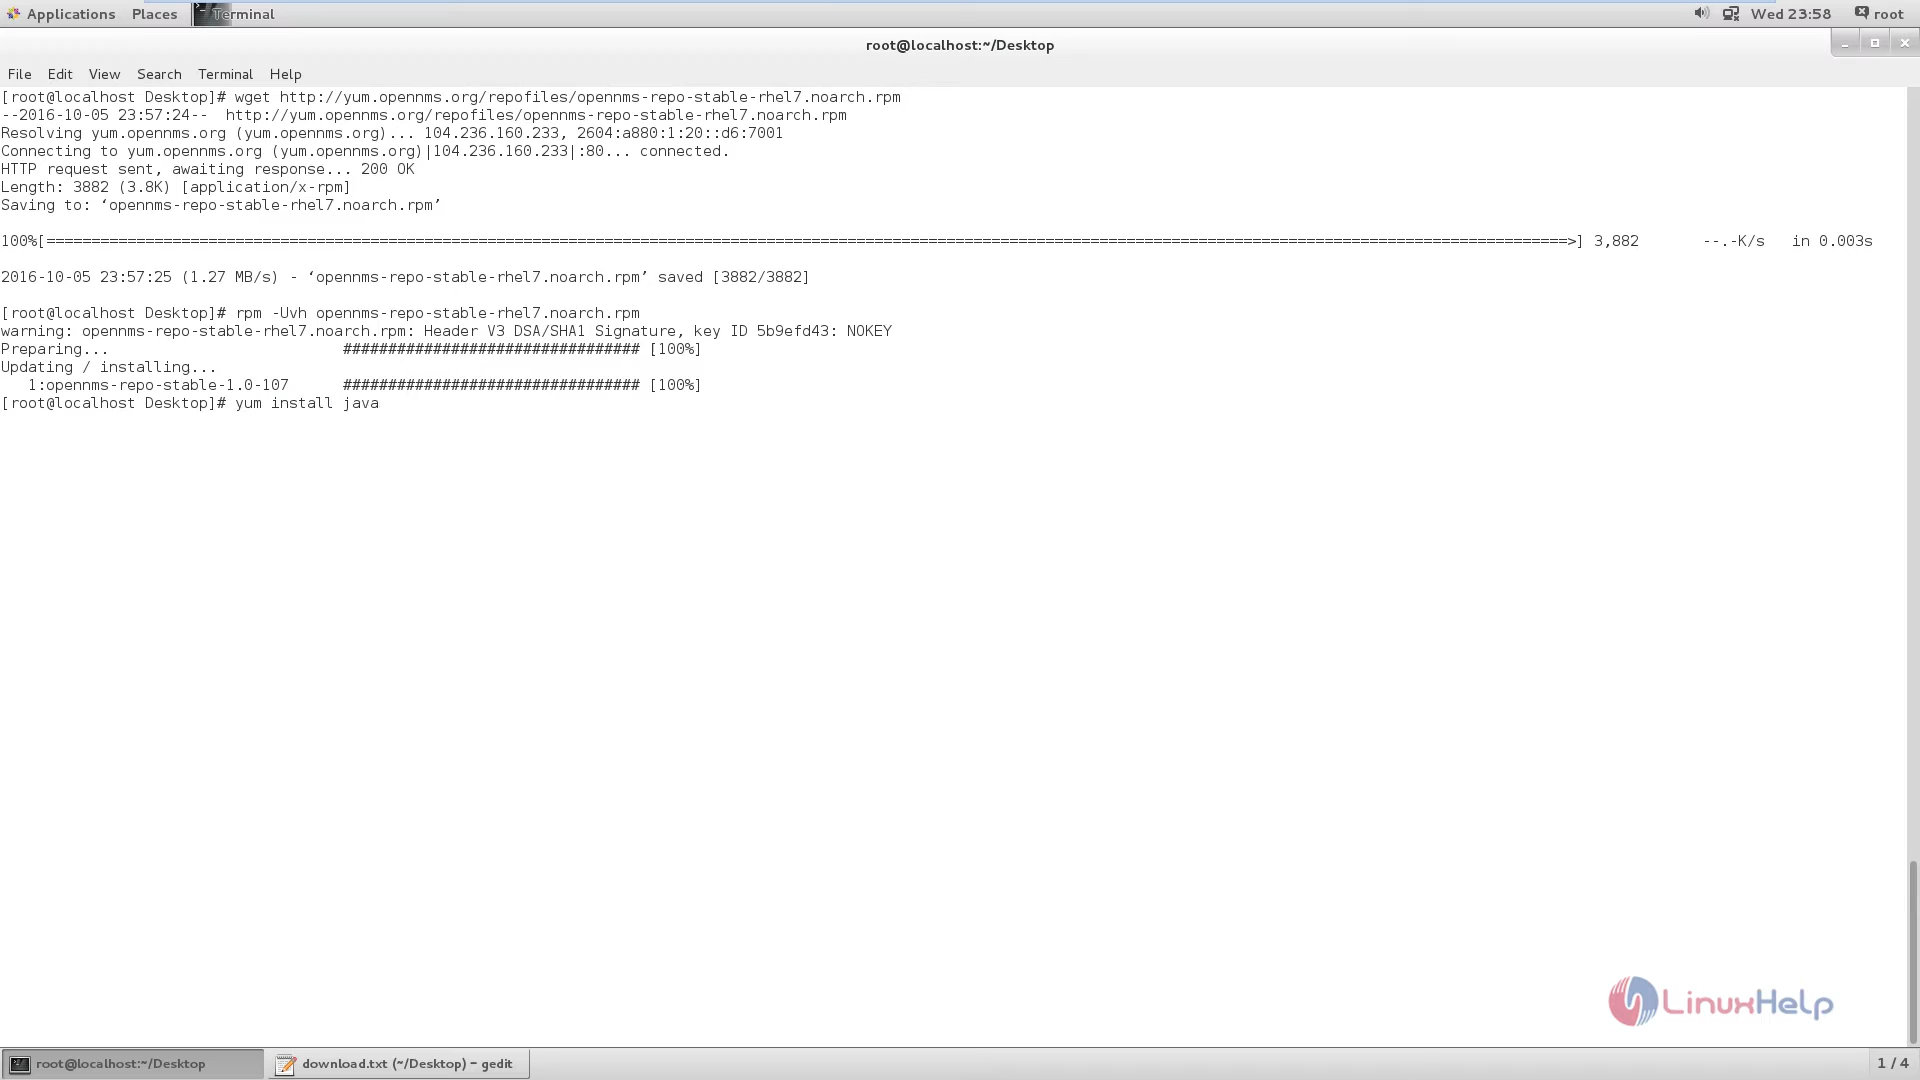 Applications Places Terminal Wed 23:58 root
root@localhost:~/Desktop
File Edit View Search Terminal Help
[root@localhost Desktop]# wget http://yum.opennms.org/repofiles/opennms-repo-stable-rhel7.noarch.rpm
--2016-10-05 23:57:24--  http://yum.opennms.org/repofiles/opennms-repo-stable-rhel7.noarch.rpm
Resolving yum.opennms.org (yum.opennms.org)... 104.236.160.233, 2604:a880:1:20::d6:7001
Connecting to yum.opennms.org (yum.opennms.org)|104.236.160.233|:80... connected.
HTTP request sent, awaiting response... 200 OK
Length: 3882 (3.8K) [application/x-rpm]
Saving to: ‘opennms-repo-stable-rhel7.noarch.rpm’
100%[=========================================================================================================================================================================>] 3,882       --.-K/s   in 0.003s
2016-10-05 23:57:25 (1.27 MB/s) - ‘opennms-repo-stable-rhel7.noarch.rpm’ saved [3882/3882]
[root@localhost Desktop]# rpm -Uvh opennms-repo-stable-rhel7.noarch.rpm
warning: opennms-repo-stable-rhel7.noarch.rpm: Header V3 DSA/SHA1 Signature, key ID 5b9efd43: NOKEY
Preparing...                          ################################# [100%]
Updating / installing...
   1:opennms-repo-stable-1.0-107      ################################# [100%]
[root@localhost Desktop]# yum install java
LinuxHelp
root@localhost:~/Desktop download.txt (~/Desktop) - gedit 1 / 4